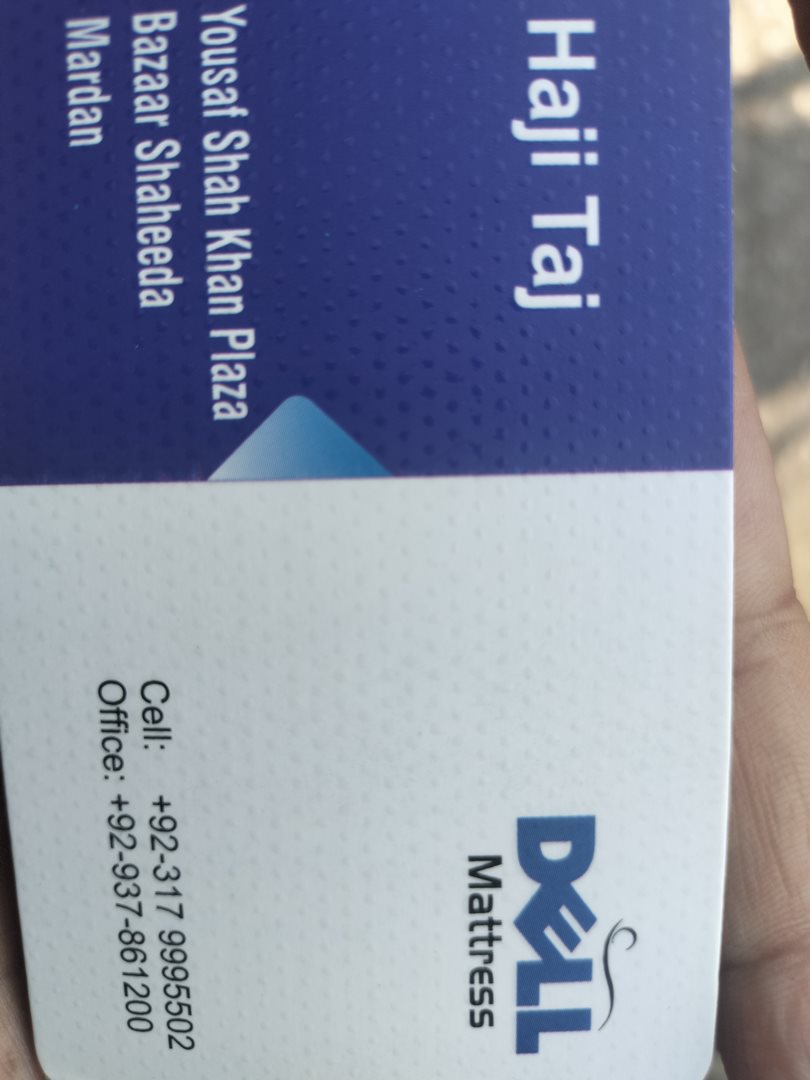 Haji Taj
Yousaf Shah Khan Plaza
Bazaar Shaheeda
Mardan
DELL
Mattress
Cell: +92-317 9995502
Office: +92-937-861200